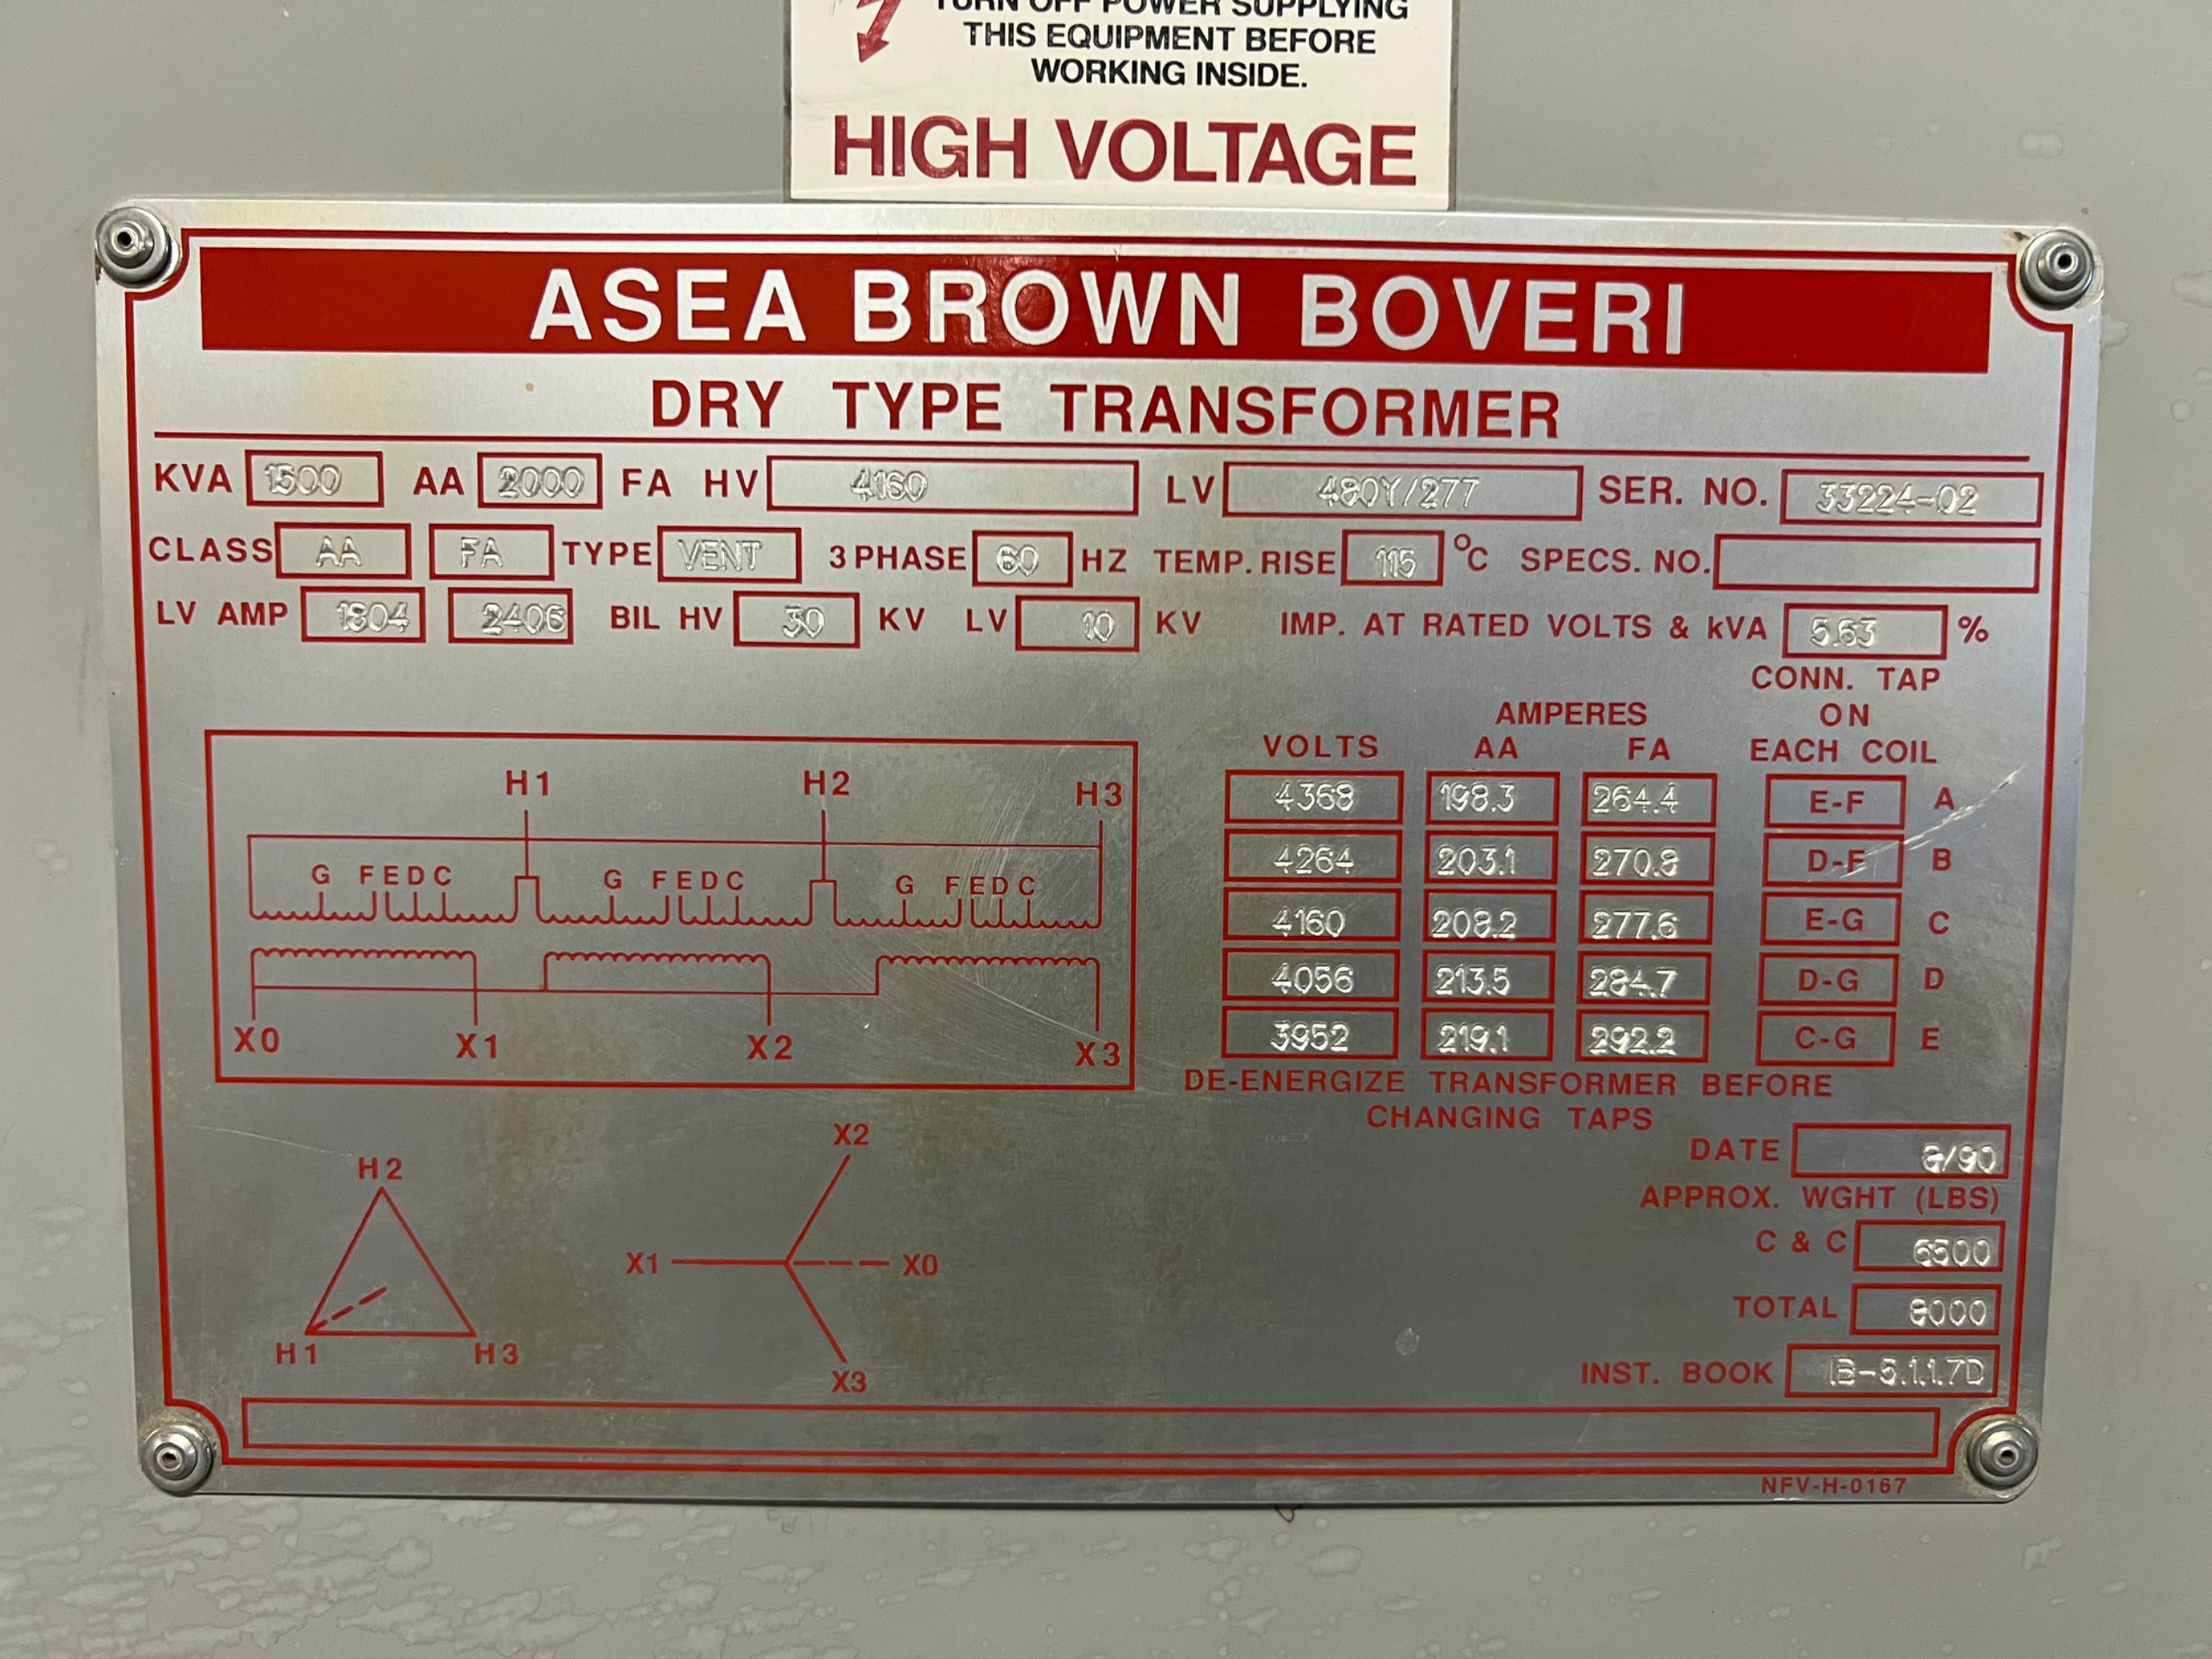 TURN OFF POWER SUPPLYING
THIS EQUIPMENT BEFORE
WORKING INSIDE.
HIGH VOLTAGE
ASEA BROWN BOVERI
DRY TYPE TRANSFORMER
KVA 1500 AA 2000 FA HV 4160 LV 480Y/277 SER. NO. 33224-02
CLASS AA FA TYPE VENT 3 PHASE 60 HZ TEMP. RISE 115 °C SPECS. NO.
LV AMP 1804 2406 BIL HV 30 KV LV 10 KV IMP. AT RATED VOLTS & kVA 5.63 %
CONN. TAP
AMPERES ON
VOLTS AA FA EACH COIL
4368 198.3 264.4 E-F A
4264 203.1 270.8 D-F B
4160 208.2 277.6 E-G C
4056 213.5 284.7 D-G D
3952 219.1 292.2 C-G E
DE-ENERGIZE TRANSFORMER BEFORE
CHANGING TAPS
H1 H2 H3
G F E D C G F E D C G F E D C
X0 X1 X2 X3
H2
H1 H3
X2
X1 X0
X3
DATE 8/90
APPROX. WGHT (LBS)
C & C 6500
TOTAL 8000
INST. BOOK IB-5.1.1.7D
NFV-H-0167